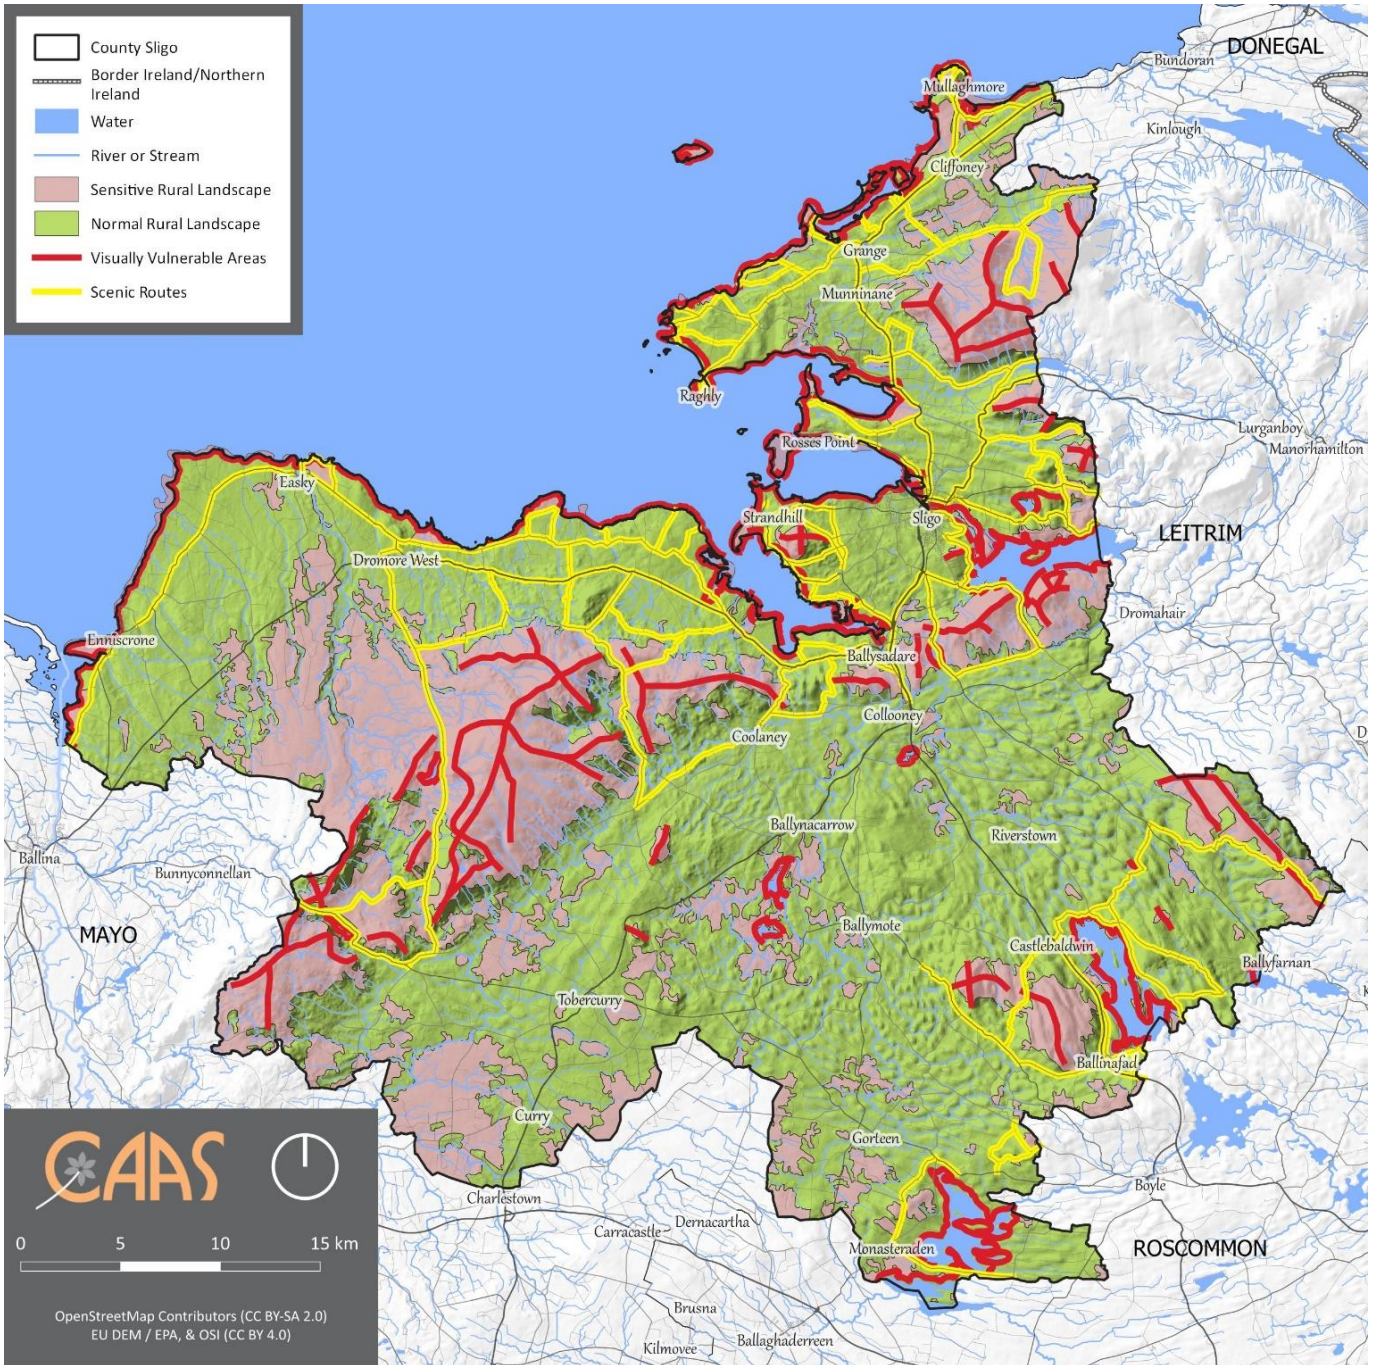 County Sligo
Border Ireland/Northern
Ireland
Water
River or Stream
Sensitive Rural Landscape
Normal Rural Landscape
Visually Vulnerable Areas
Scenic Routes
DONEGAL
Bundoran
Mullaghmore
Kinlough
Cliffoney
Grange
Munninane
Raghly
Lurganboy
Rosses Point
Manorhamilton
Easky
Strandhill
Sligo
LEITRIM
Dromore West
Dromahair
Enniscrone
Ballysadare
Collooney
Coolaney
D
Ballynacarrow
Riverstown
Ballina
Bunnyconnellan
Ballymote
MAYO
Castlebaldwin
Ballyfarnan
K
Tobercurry
Ballinafad
Curry
Gorteen
Boyle
Charlestown
Dernacartha
Carracastle
Monasteraden
ROSCOMMON
Brusna
Ballaghaderreen
Kilmovee
CAAS
0 5 10 15 km
OpenStreetMap Contributors (CC BY-SA 2.0)
EU DEM / EPA, & OSI (CC BY 4.0)